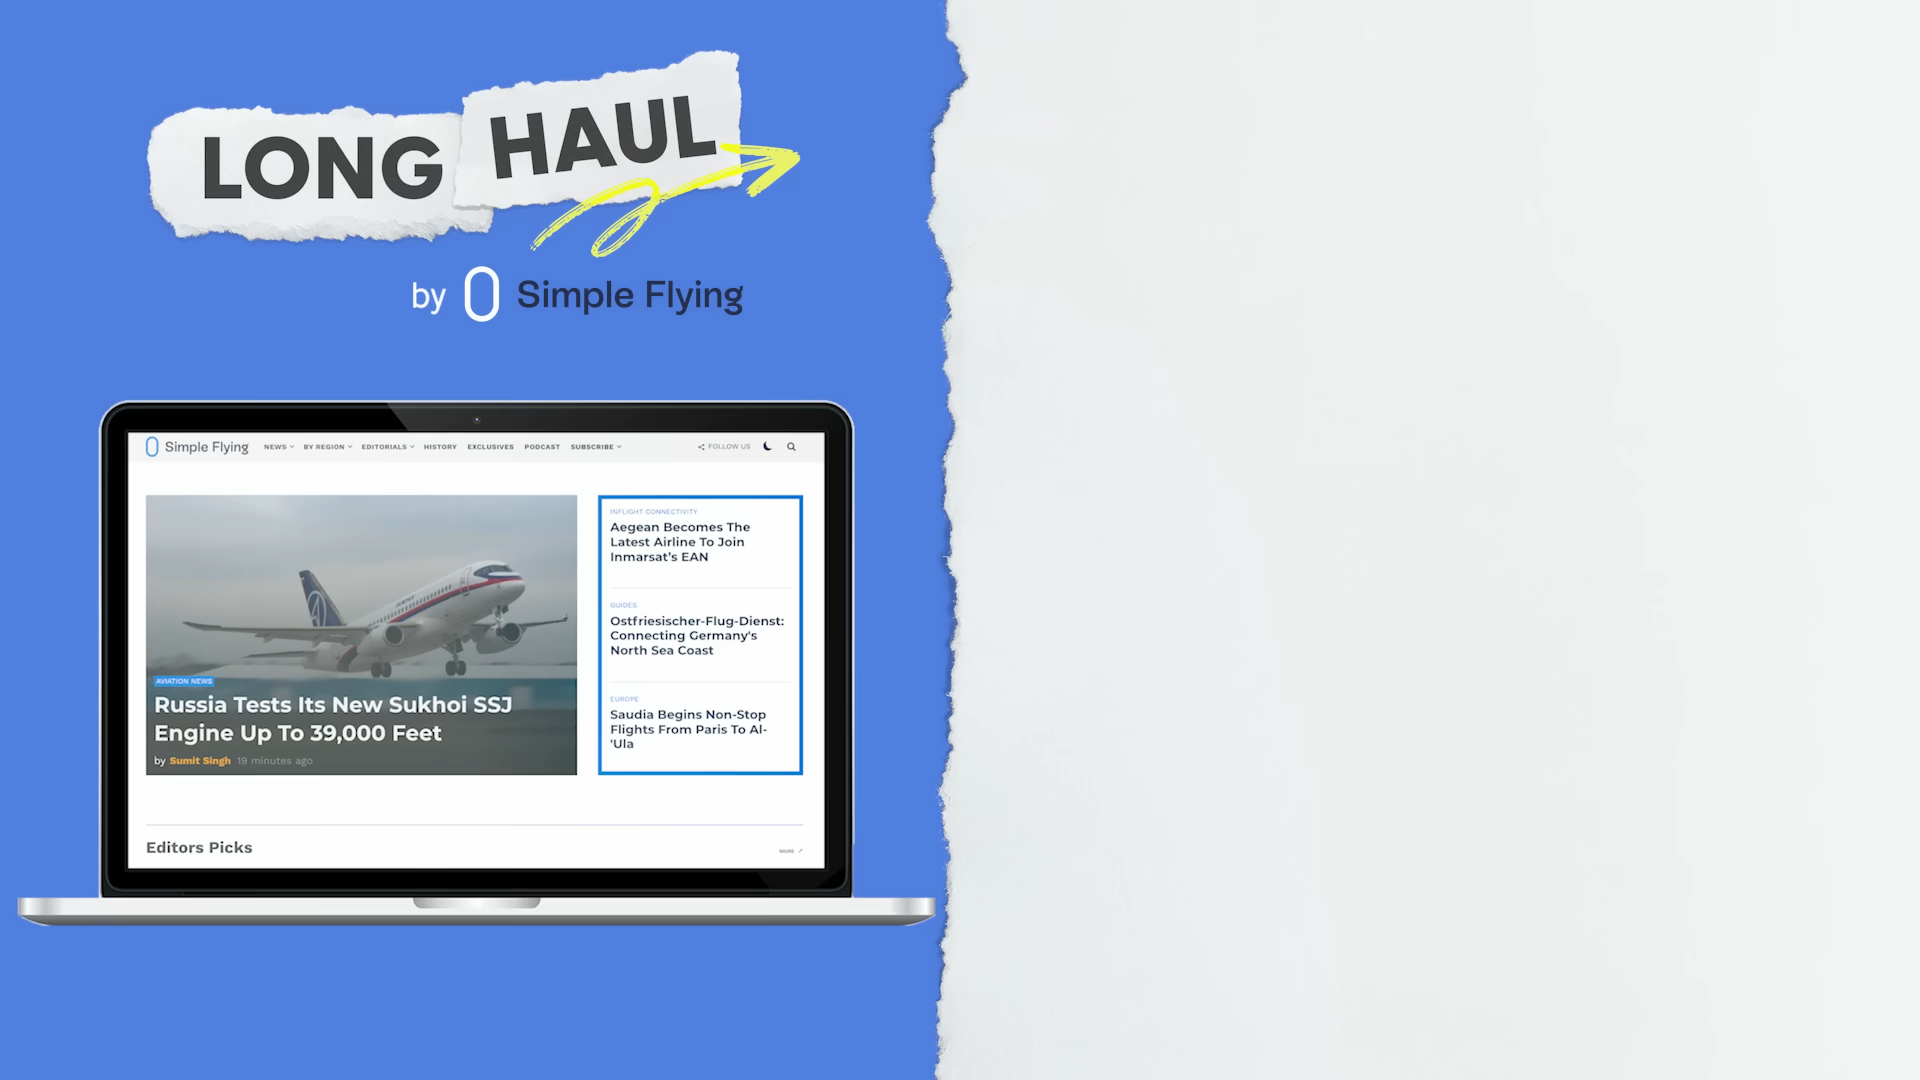 LONG HAUL
by Simple Flying
Simple Flying NEWS BY REGION EDITORIALS HISTORY EXCLUSIVES PODCAST SUBSCRIBE FOLLOW US
AVIATION NEWS
Russia Tests Its New Sukhoi SSJ
Engine Up To 39,000 Feet
by Sumit Singh 19 minutes ago
INFLIGHT CONNECTIVITY
Aegean Becomes The
Latest Airline To Join
Inmarsat's EAN
GUIDES
Ostfriesischer-Flug-Dienst:
Connecting Germany's
North Sea Coast
EUROPE
Saudia Begins Non-Stop
Flights From Paris To Al-
'Ula
Editors Picks
MORE